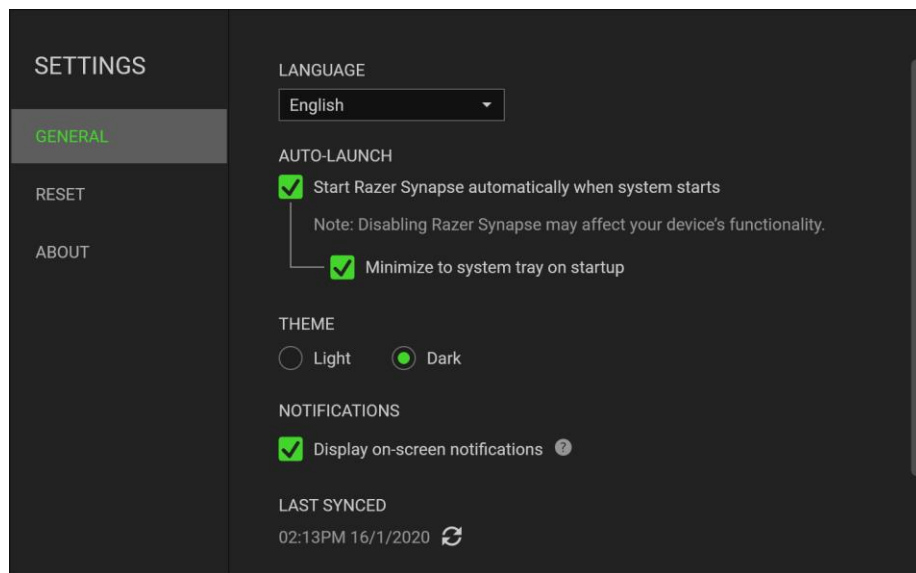 SETTINGS
GENERAL
RESET
ABOUT
LANGUAGE
English
AUTO-LAUNCH
Start Razer Synapse automatically when system starts
Note: Disabling Razer Synapse may affect your device’s functionality.
Minimize to system tray on startup
THEME
Light Dark
NOTIFICATIONS
Display on-screen notifications ?
LAST SYNCED
02:13PM 16/1/2020